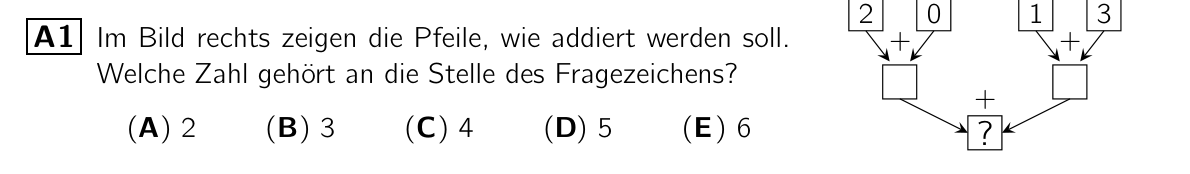 A1 Im Bild rechts zeigen die Pfeile, wie addiert werden soll.
Welche Zahl gehört an die Stelle des Fragezeichens?
(A) 2 (B) 3 (C) 4 (D) 5 (E) 6
2 0 1 3
+ +
+
?